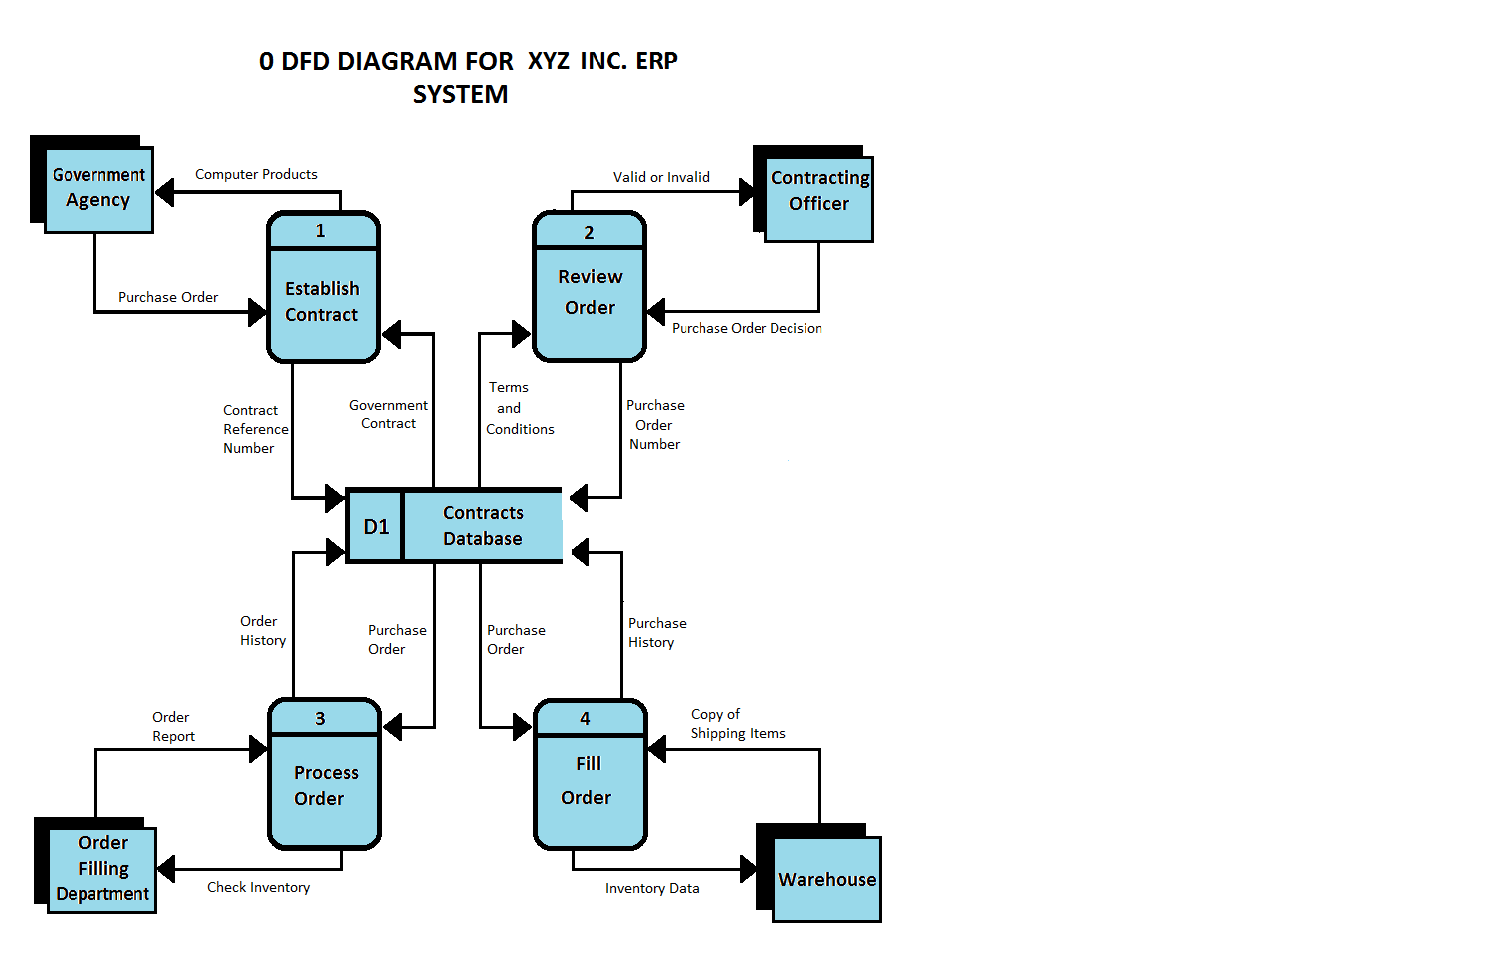 0 DFD DIAGRAM FOR XYZ INC. ERP
SYSTEM
Government
Agency
Computer Products
Valid or Invalid
Contracting
Officer
1
Establish
Contract
2
Review
Order
Purchase Order
Purchase Order Decision
Contract
Reference
Number
Government
Contract
Terms
and
Conditions
Purchase
Order
Number
D1
Contracts
Database
Order
History
Purchase
Order
Purchase
Order
Purchase
History
Order
Report
3
Process
Order
4
Fill
Order
Copy of
Shipping Items
Order
Filling
Department
Check Inventory
Inventory Data
Warehouse